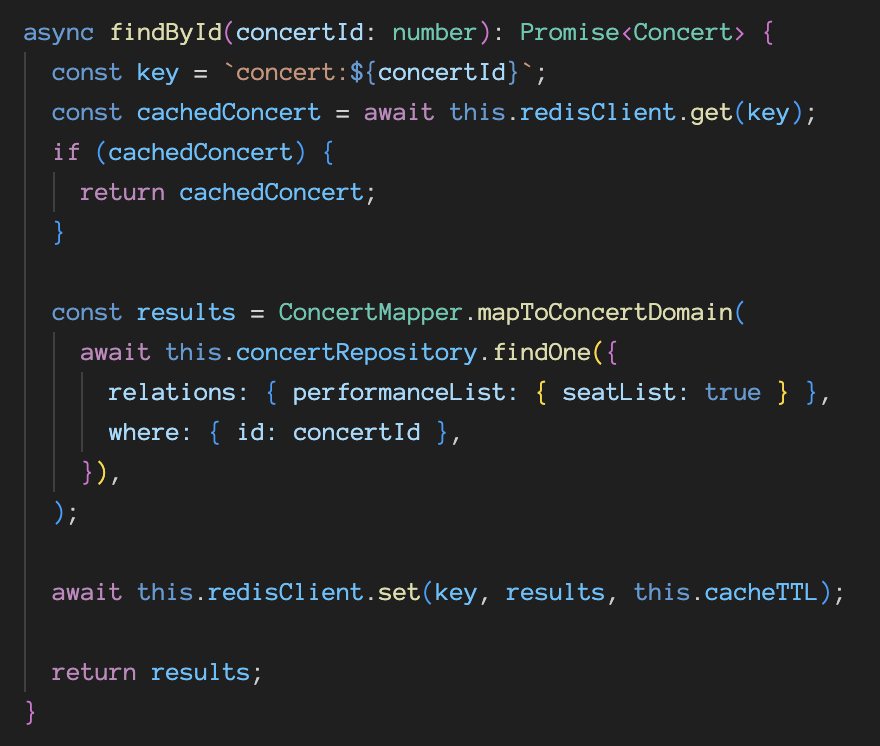 async findById(concertId: number): Promise<Concert> {
const key = `concert:${concertId}`;
const cachedConcert = await this.redisClient.get(key);
if (cachedConcert) {
return cachedConcert;
}
const results = ConcertMapper.mapToConcertDomain(
await this.concertRepository.findOne({
relations: { performanceList: { seatList: true } },
where: { id: concertId },
}),
);
await this.redisClient.set(key, results, this.cacheTTL);
return results;
}